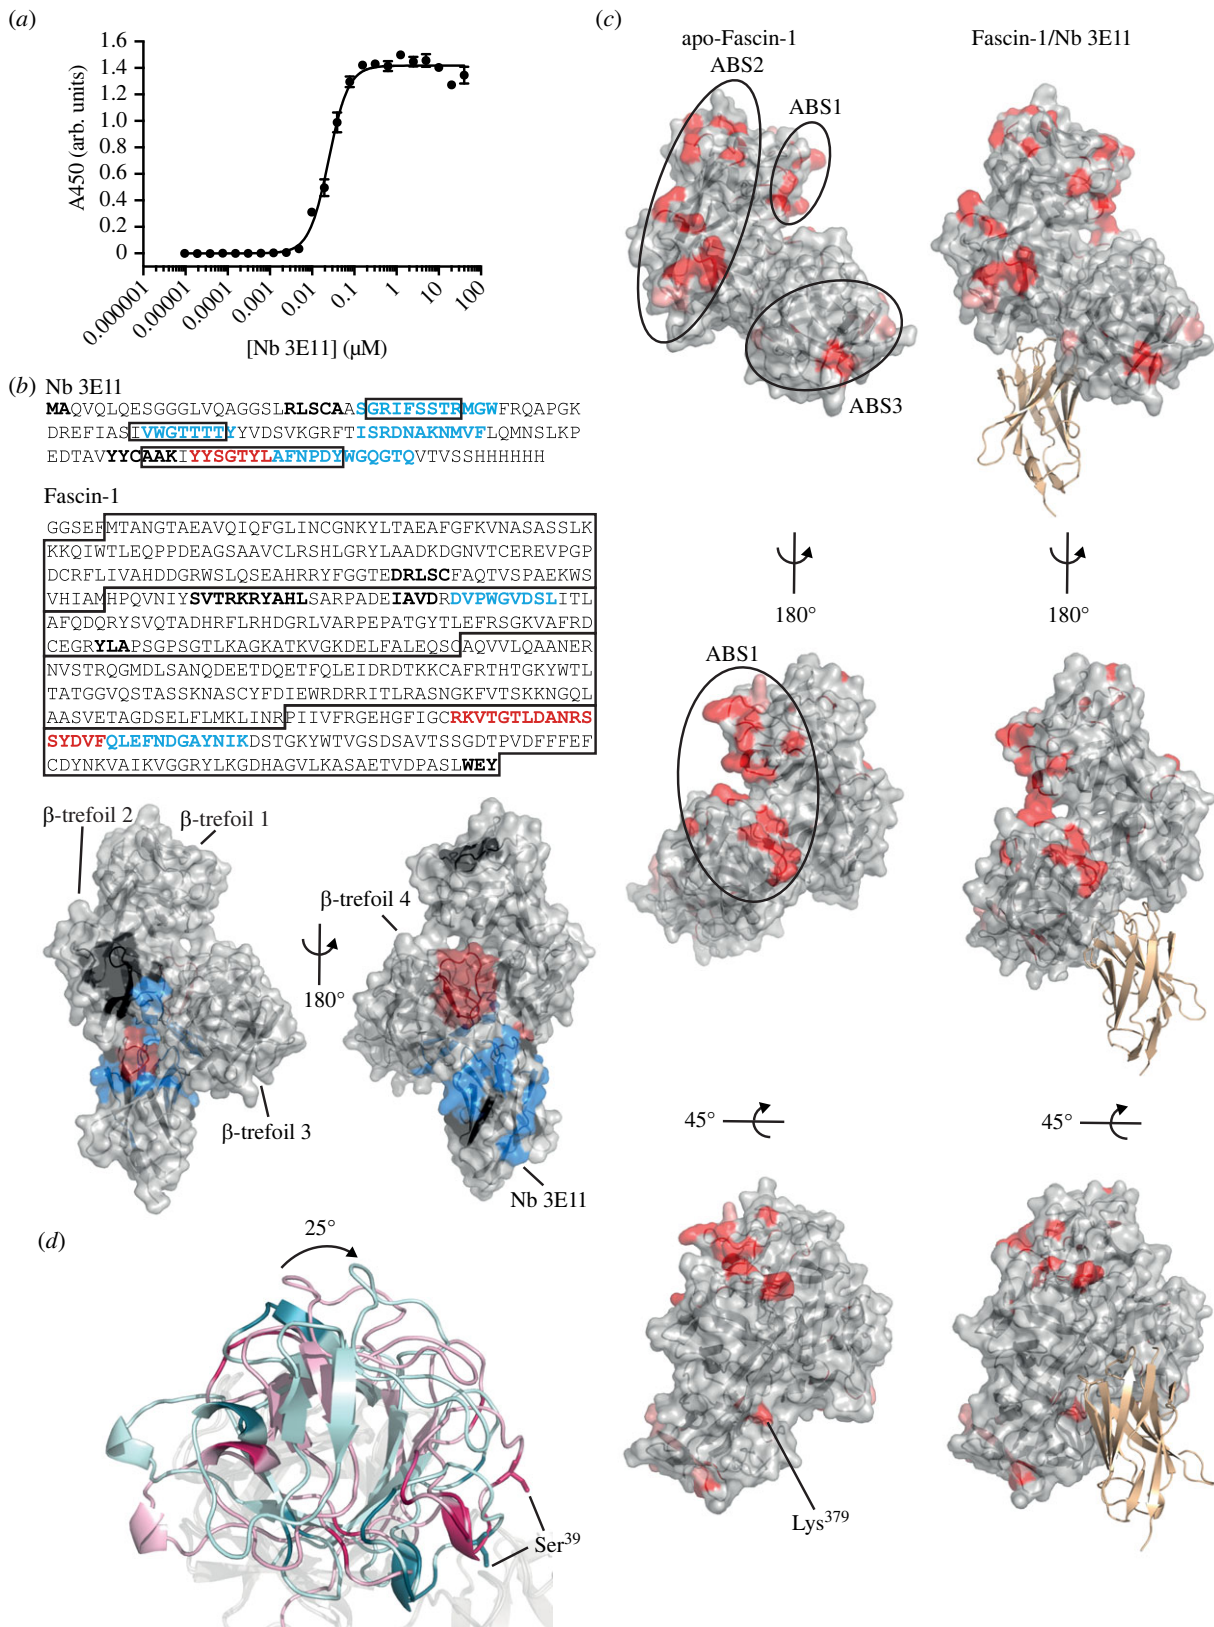 (a)
1.6
1.4
1.2
1.0
0.8
0.6
0.4
0.2
0
A450 (arb. units)
0.000001
0.00001
0.0001
0.001
0.01
0.1
1
10
100
[Nb 3E11] (µM)
(b)
Nb 3E11
MAQVQLQESGGGLVQAGGSLRLSCAASGRIFSSTRMGWFRQAPGK
DREFIASIVWGTTTTYYVDSVKGRFTISRDNAKNMVFLQMNSLKP
EDTAVYYCAAKIYYSGTYLAFNPDYWGQGTQVTVSSHHHHHH
Fascin-1
GGSEFMTANGTAEAVQIQFGLINCGNKYLTAEAFGFKVNASASSLK
KKQIWTLEQPPDEAGSAAVCLRSHLGRYLAADKDGNVTCEREVPGP
DCRFLIVAHDDGRWSLQSEAHRRYFGGTEDRLSCFAQTVSPAEKWS
VHIAMHPQVNIYSVTRKRYAHLSARPADEIAVDRDVPWGVDSLITL
AFQDQRYSVQTADHRFLRHDGRLVARPEPATGYTLEFRSGKVAFRD
CEGRYLAPSGPSGTLKAGKATKVGKDELFALEQSCAQVVLQAANER
NVSTRQGMDLSANQDEETDQETFQLEIDRDTKKCAFRTHTGKYWTL
TATGGVQSTASSKNASCYFDIEWRDRRITLRASNGKFVTSKKNGQL
AASVETAGDSELFLMKLINRPIIVFRGEHGFIGCRKVTGTLDANRS
SYDVFQLEFNDGAYNIKDSTGKYWTVGSDSAVTSSGDTPVDFFFEF
CDYNKVAIKVGGRYLKGDHAGVLKASAETVDPASLWEY
β-trefoil 2
β-trefoil 1
β-trefoil 4
180°
β-trefoil 3
Nb 3E11
(c)
apo-Fascin-1
Fascin-1/Nb 3E11
ABS2
ABS1
ABS3
180°
180°
ABS1
45°
45°
Lys379
(d)
25°
Ser39